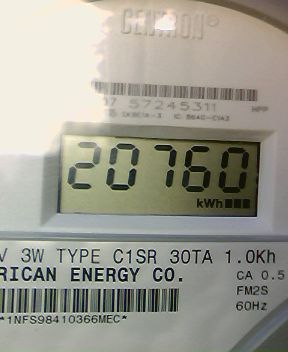 CENTRON®
57245311
20760
kWh
V 3W TYPE C1SR 30TA 1.0Kh
RICAN ENERGY CO.
CA 0.5
FM2S
60Hz
*1NFS98410366MEC*